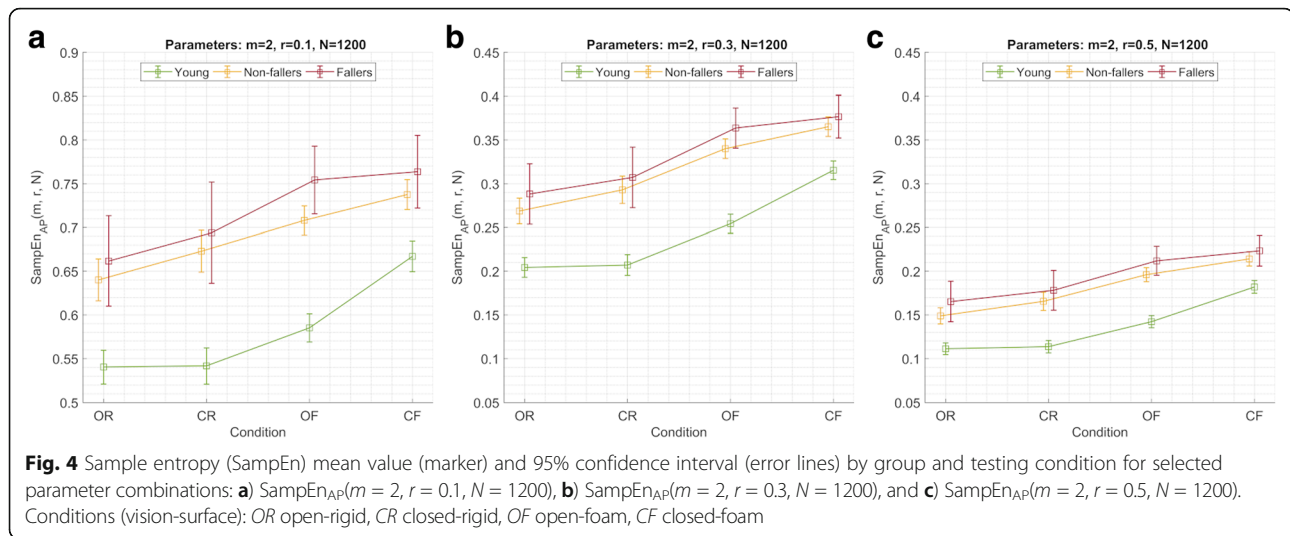 a
Parameters: m=2, r=0.1, N=1200
Young Non-fallers Fallers
0.9
0.85
0.8
0.75
0.7
0.65
0.6
0.55
0.5
SampEn_AP(m, r, N)
OR CR OF CF
Condition
b
Parameters: m=2, r=0.3, N=1200
Young Non-fallers Fallers
0.45
0.4
0.35
0.3
0.25
0.2
0.15
0.1
0.05
SampEn_AP(m, r, N)
OR CR OF CF
Condition
c
Parameters: m=2, r=0.5, N=1200
Young Non-fallers Fallers
0.45
0.4
0.35
0.3
0.25
0.2
0.15
0.1
0.05
SampEn_AP(m, r, N)
OR CR OF CF
Condition
Fig. 4 Sample entropy (SampEn) mean value (marker) and 95% confidence interval (error lines) by group and testing condition for selected
parameter combinations: a) SampEn_AP(m = 2, r = 0.1, N = 1200), b) SampEn_AP(m = 2, r = 0.3, N = 1200), and c) SampEn_AP(m = 2, r = 0.5, N = 1200).
Conditions (vision-surface): OR open-rigid, CR closed-rigid, OF open-foam, CF closed-foam